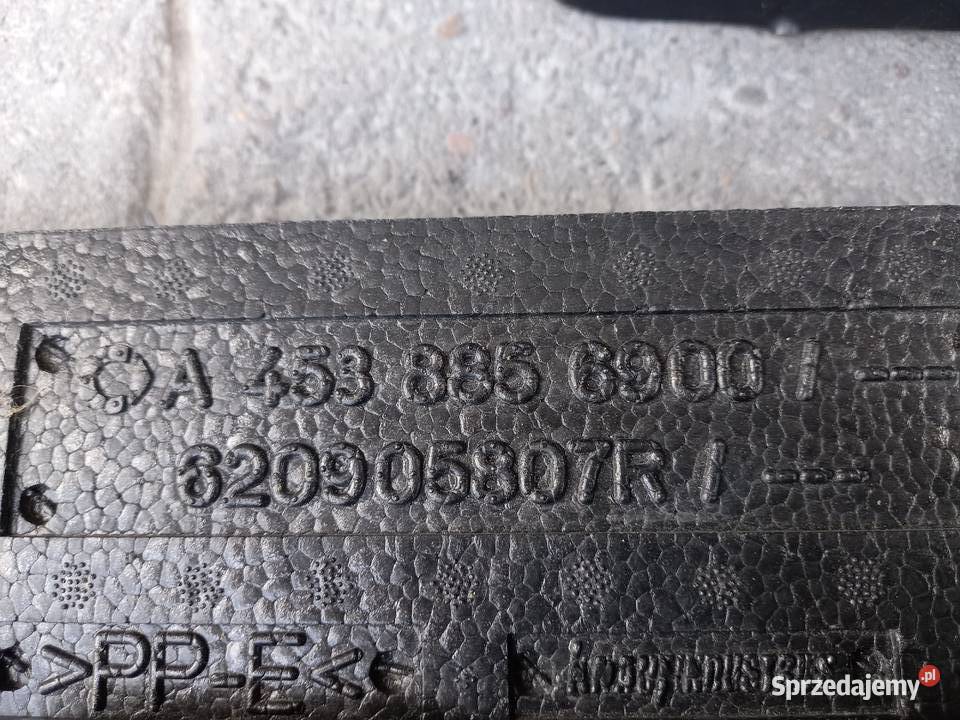 A 453 885 6900 / ---
620905807R / ---
>PP-E<
Sprzedajemy.pl